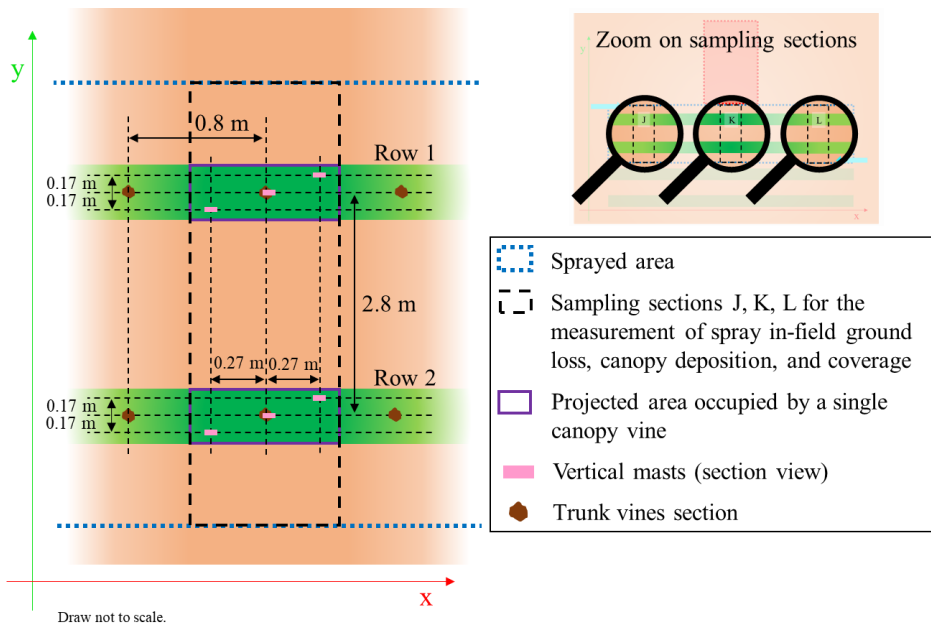 y
0.8 m
Row 1
0.17 m
0.17 m
2.8 m
0.27 m
0.27 m
Row 2
0.17 m
0.17 m
x
Draw not to scale.
Zoom on sampling sections
y
J
K
L
x
Sprayed area
Sampling sections J, K, L for the
measurement of spray in-field ground
loss, canopy deposition, and coverage
Projected area occupied by a single
canopy vine
Vertical masts (section view)
Trunk vines section